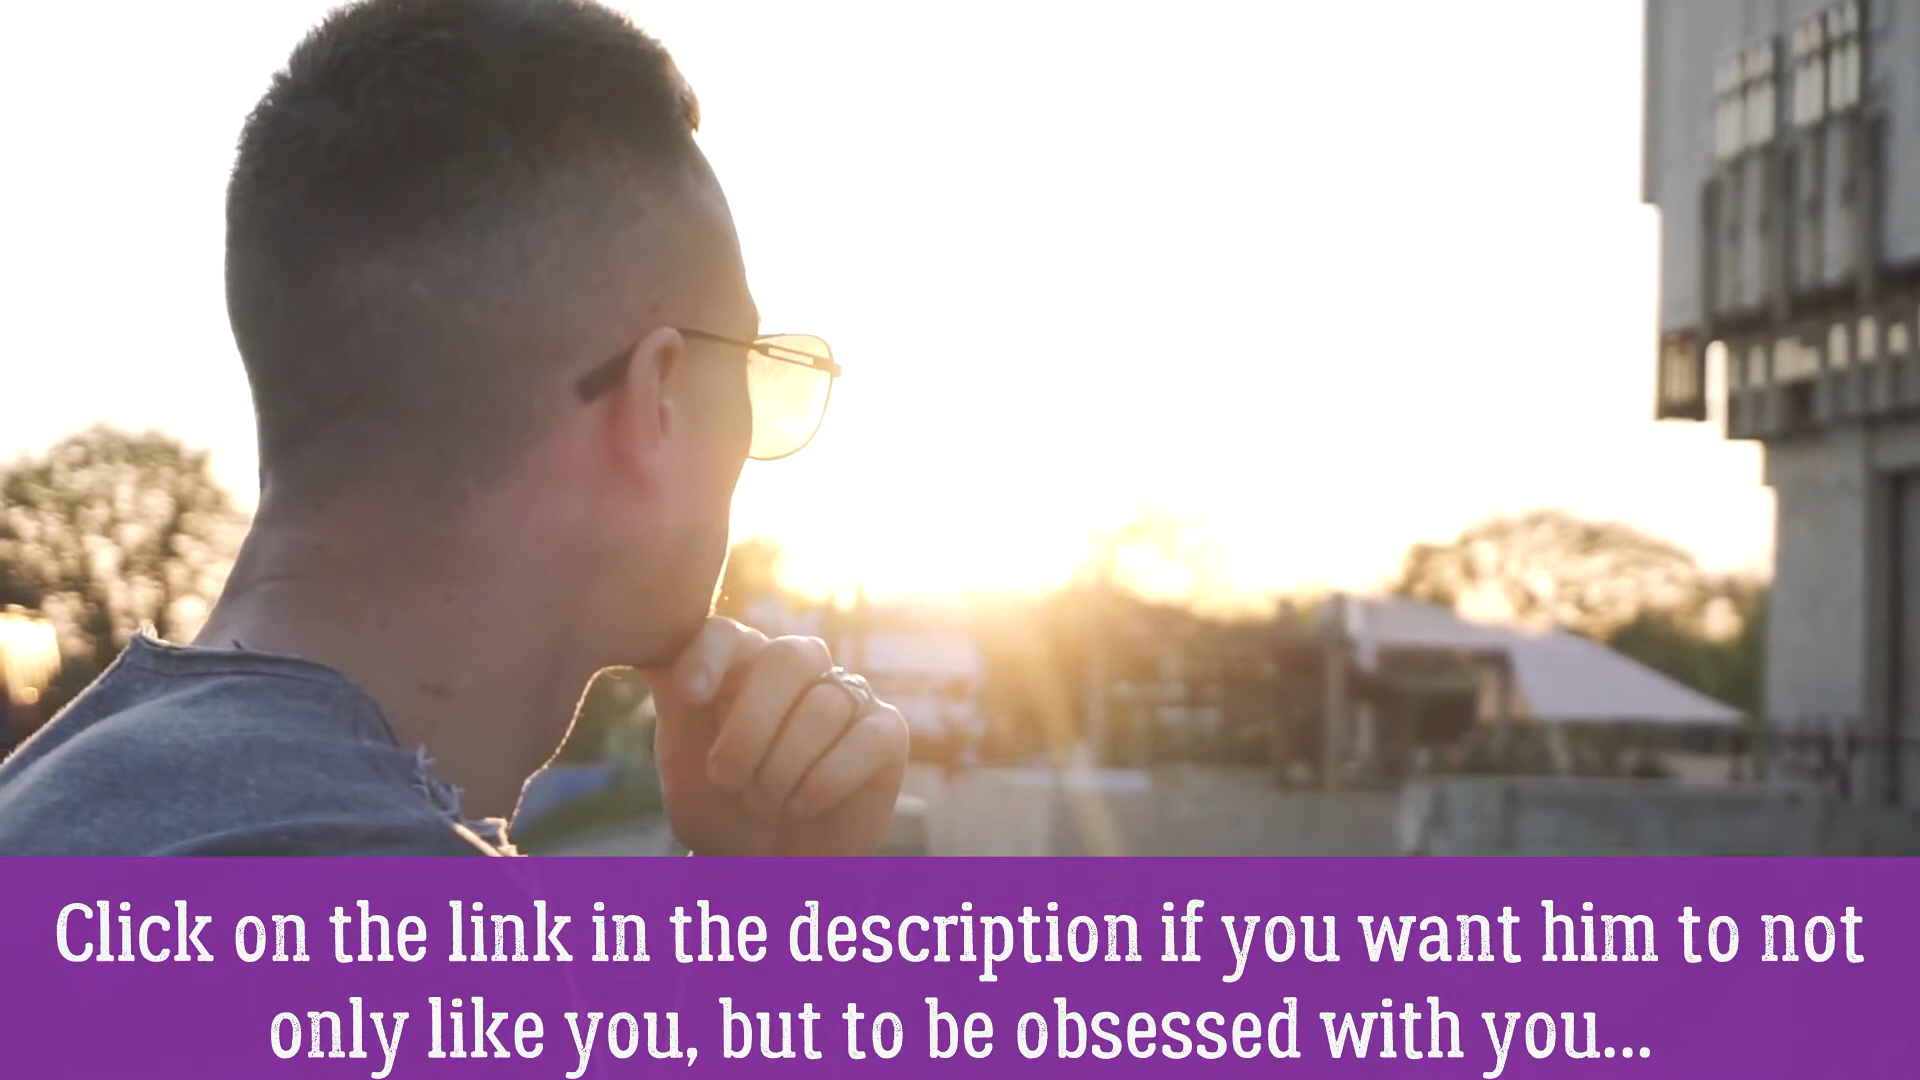 Click on the link in the description if you want him to not
only like you, but to be obsessed with you...